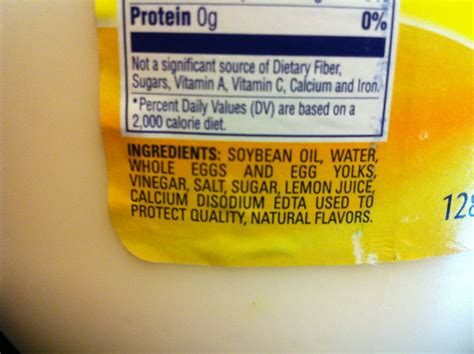 Protein 0g 0%
Not a significant source of Dietary Fiber,
Sugars, Vitamin A, Vitamin C, Calcium and Iron.
*Percent Daily Values (DV) are based on a
2,000 calorie diet.
INGREDIENTS: SOYBEAN OIL, WATER,
WHOLE EGGS AND EGG YOLKS,
VINEGAR, SALT, SUGAR, LEMON JUICE,
CALCIUM DISODIUM EDTA USED TO
PROTECT QUALITY, NATURAL FLAVORS.
128